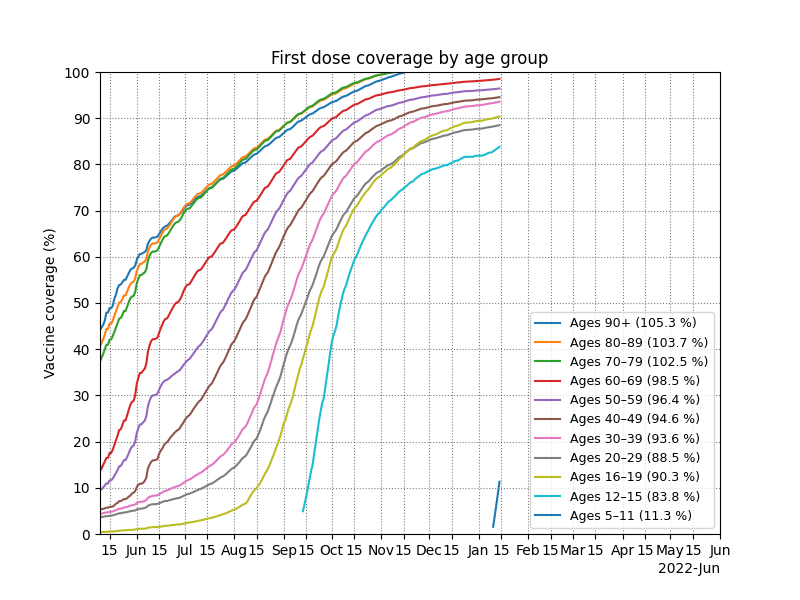 First dose coverage by age group
Vaccine coverage (%)
100
90
80
70
60
50
40
30
20
10
0
Ages 90+ (105.3 %)
Ages 80–89 (103.7 %)
Ages 70–79 (102.5 %)
Ages 60–69 (98.5 %)
Ages 50–59 (96.4 %)
Ages 40–49 (94.6 %)
Ages 30–39 (93.6 %)
Ages 20–29 (88.5 %)
Ages 16–19 (90.3 %)
Ages 12–15 (83.8 %)
Ages 5–11 (11.3 %)
15 Jun 15 Jul 15 Aug 15 Sep 15 Oct 15 Nov 15 Dec 15 Jan 15 Feb 15 Mar 15 Apr 15 May 15 Jun
2022-Jun